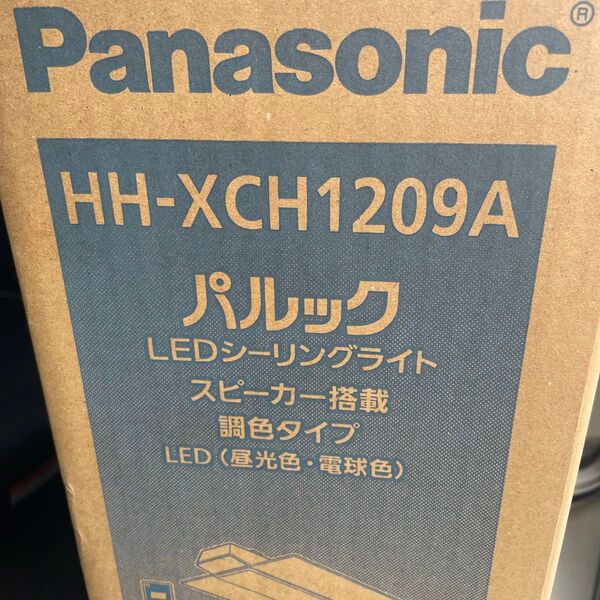 Panasonic®
HH-XCH1209A
パルック
LEDシーリングライト
スピーカー搭載
調色タイプ
LED（昼光色・電球色）